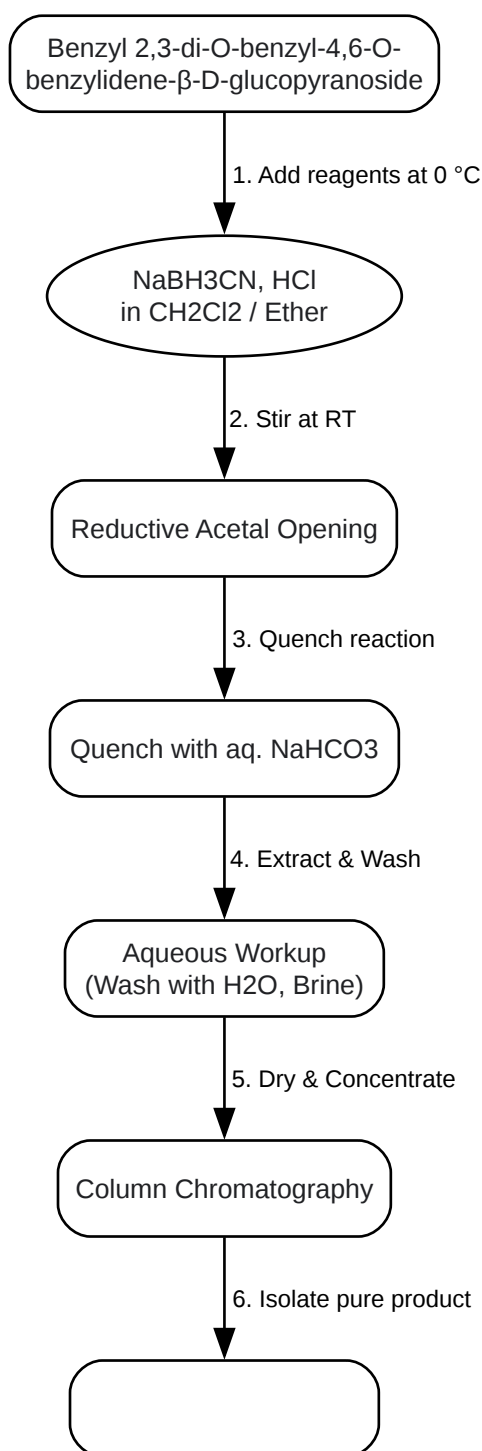 Benzyl 2,3-di-O-benzyl-4,6-O-
benzylidene-β-D-glucopyranoside
1. Add reagents at 0 °C
NaBH3CN, HCl
in CH2Cl2 / Ether
2. Stir at RT
Reductive Acetal Opening
3. Quench reaction
Quench with aq. NaHCO3
4. Extract & Wash
Aqueous Workup
(Wash with H2O, Brine)
5. Dry & Concentrate
Column Chromatography
6. Isolate pure product